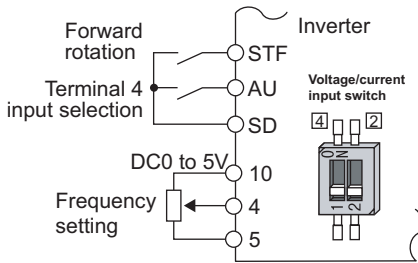 Inverter
Forward
rotation
STF
Terminal 4
input selection
AU
SD
Voltage/current
input switch
4
2
ON
1 2
DC0 to 5V
10
Frequency
setting
4
5